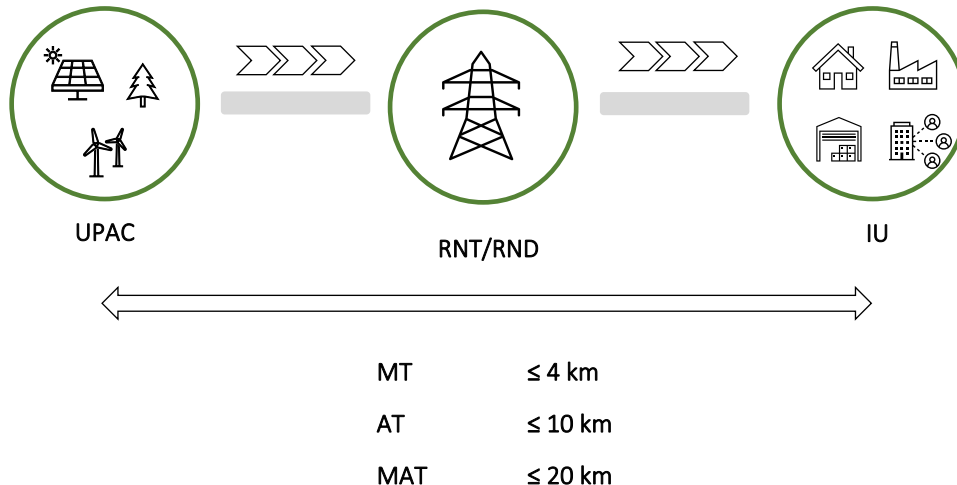 UPAC
RNT/RND
IU
MT ≤ 4 km
AT ≤ 10 km
MAT ≤ 20 km